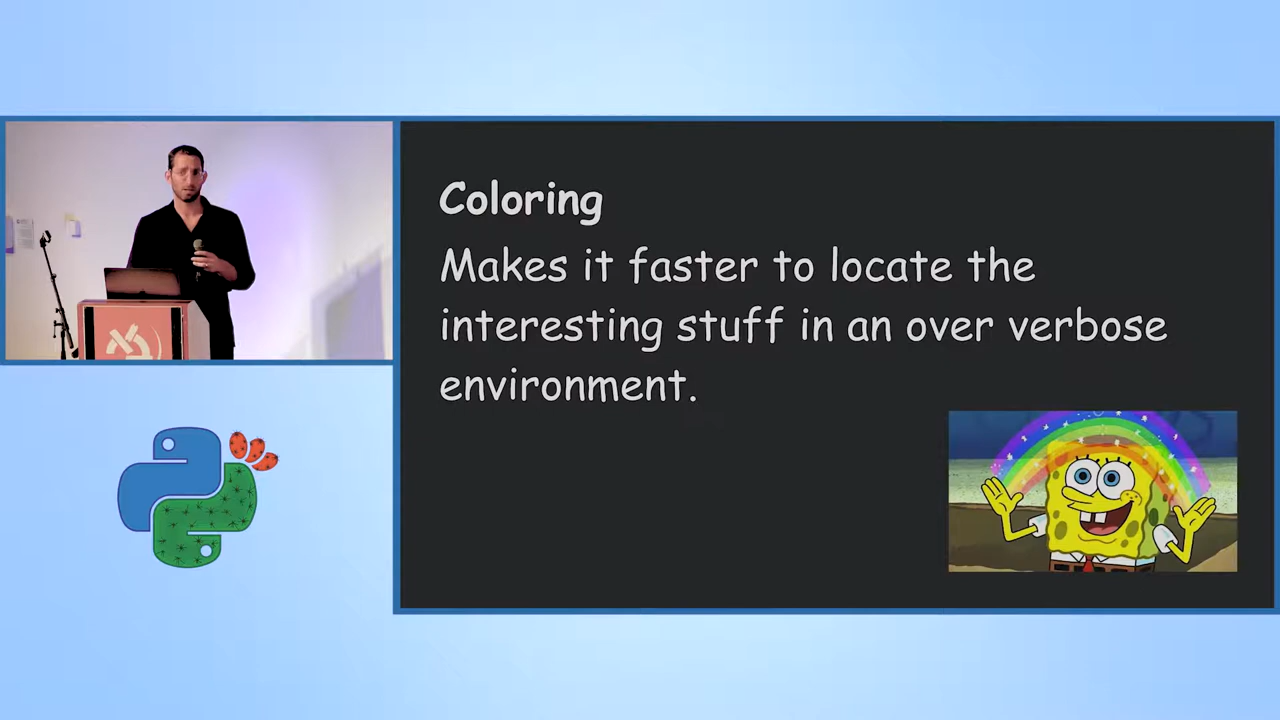 Coloring
Makes it faster to locate the
interesting stuff in an over verbose
environment.